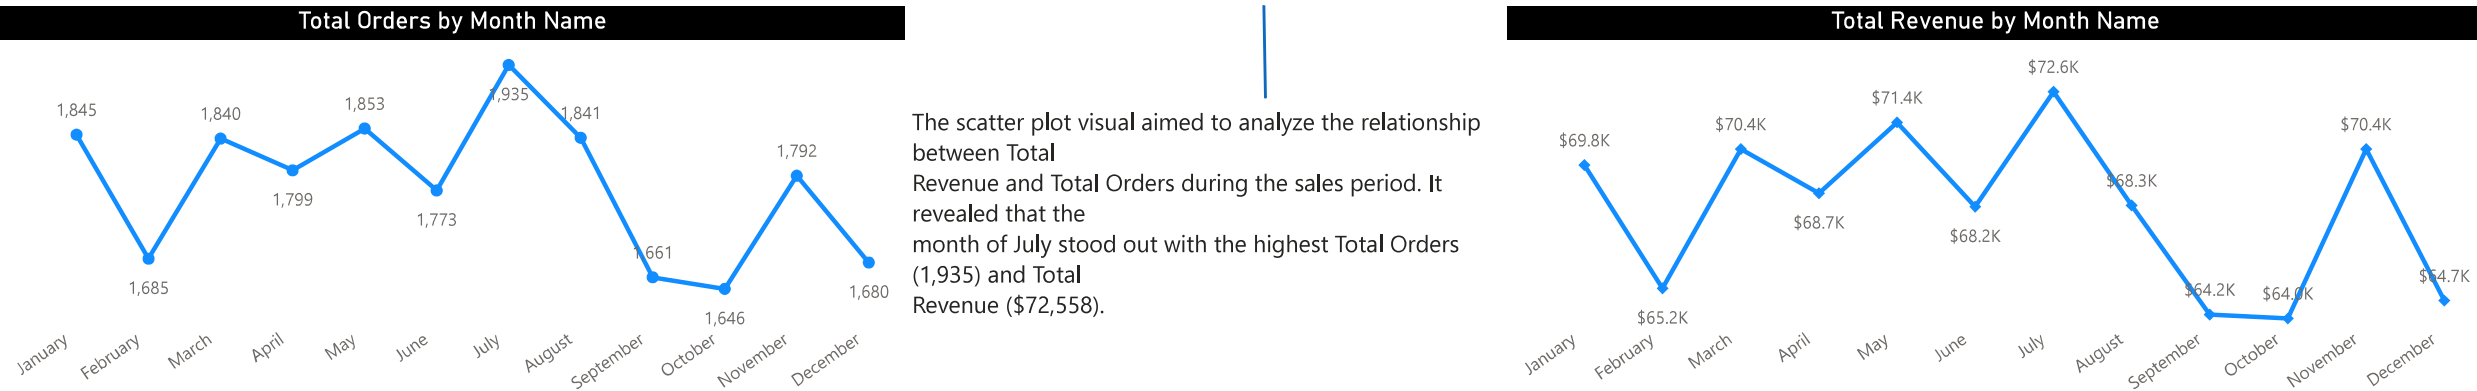 Total Orders by Month Name
1,845
1,685
1,840
1,799
1,853
1,773
1,935
1,841
1,661
1,646
1,792
1,680
January
February
March
April
May
June
July
August
September
October
November
December
The scatter plot visual aimed to analyze the relationship
between Total
Revenue and Total Orders during the sales period. It
revealed that the
month of July stood out with the highest Total Orders
(1,935) and Total
Revenue ($72,558).
Total Revenue by Month Name
$69.8K
$65.2K
$70.4K
$68.7K
$71.4K
$68.2K
$72.6K
$68.3K
$64.2K
$64.0K
$70.4K
$64.7K
January
February
March
April
May
June
July
August
September
October
November
December